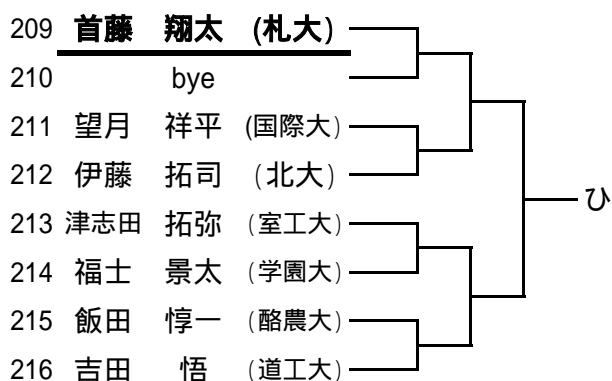 209 首藤 翔太 (札大)
210 bye
211 望月 祥平 (国際大)
212 伊藤 拓司 (北大)
213 津志田 拓弥 (室工大)
214 福士 景太 (学園大)
215 飯田 惇一 (酪農大)
216 吉田 悟 (道工大)
ひ